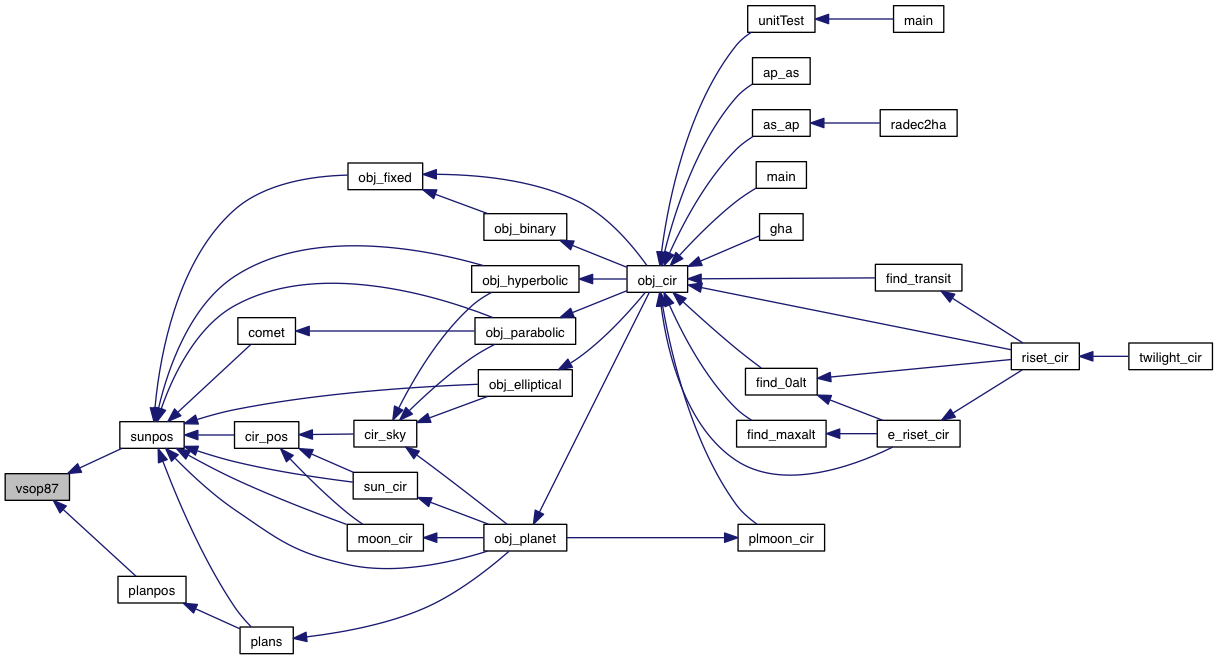 unitTest
main
ap_as
as_ap
radec2ha
obj_fixed
main
obj_binary
gha
obj_hyperbolic
obj_cir
find_transit
comet
obj_parabolic
riset_cir
twilight_cir
obj_elliptical
find_0alt
sunpos
cir_pos
cir_sky
find_maxalt
e_riset_cir
vsop87
sun_cir
moon_cir
obj_planet
plmoon_cir
planpos
plans